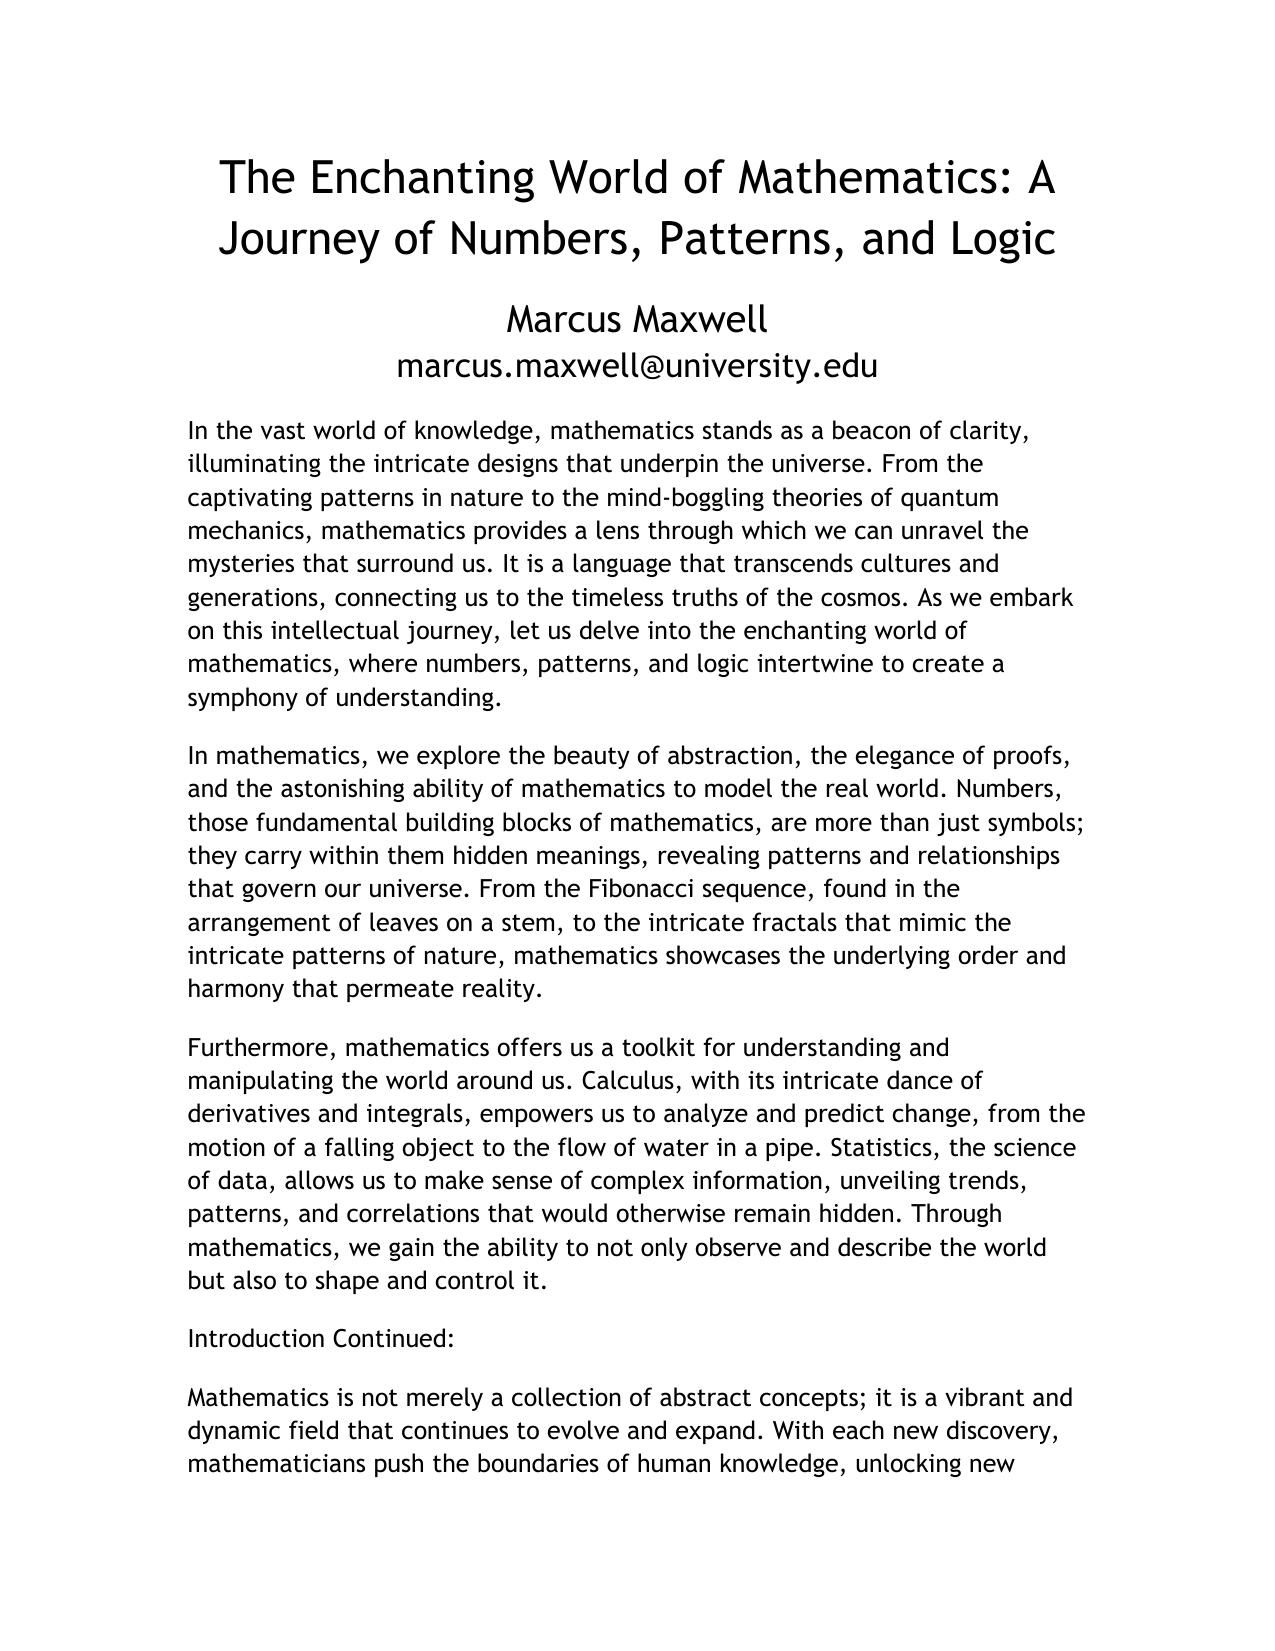 The Enchanting World of Mathematics: A
Journey of Numbers, Patterns, and Logic
Marcus Maxwell
marcus.maxwell@university.edu
In the vast world of knowledge, mathematics stands as a beacon of clarity,
illuminating the intricate designs that underpin the universe. From the
captivating patterns in nature to the mind-boggling theories of quantum
mechanics, mathematics provides a lens through which we can unravel the
mysteries that surround us. It is a language that transcends cultures and
generations, connecting us to the timeless truths of the cosmos. As we embark
on this intellectual journey, let us delve into the enchanting world of
mathematics, where numbers, patterns, and logic intertwine to create a
symphony of understanding.
In mathematics, we explore the beauty of abstraction, the elegance of proofs,
and the astonishing ability of mathematics to model the real world. Numbers,
those fundamental building blocks of mathematics, are more than just symbols;
they carry within them hidden meanings, revealing patterns and relationships
that govern our universe. From the Fibonacci sequence, found in the
arrangement of leaves on a stem, to the intricate fractals that mimic the
intricate patterns of nature, mathematics showcases the underlying order and
harmony that permeate reality.
Furthermore, mathematics offers us a toolkit for understanding and
manipulating the world around us. Calculus, with its intricate dance of
derivatives and integrals, empowers us to analyze and predict change, from the
motion of a falling object to the flow of water in a pipe. Statistics, the science
of data, allows us to make sense of complex information, unveiling trends,
patterns, and correlations that would otherwise remain hidden. Through
mathematics, we gain the ability to not only observe and describe the world
but also to shape and control it.
Introduction Continued:
Mathematics is not merely a collection of abstract concepts; it is a vibrant and
dynamic field that continues to evolve and expand. With each new discovery,
mathematicians push the boundaries of human knowledge, unlocking new